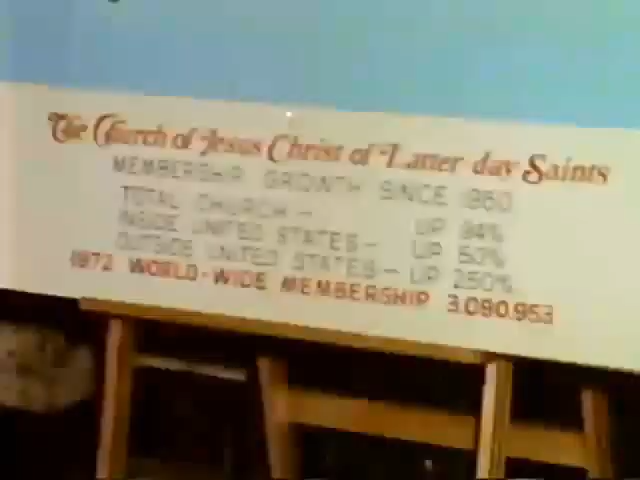 The Church of Jesus Christ of Latter day Saints
MEMBERSHIP GROWTH SINCE 1960
TOTAL CHURCH – UP 84%
INSIDE UNITED STATES – UP 50%
OUTSIDE UNITED STATES – UP 250%
1972 WORLD-WIDE MEMBERSHIP 3,090,953